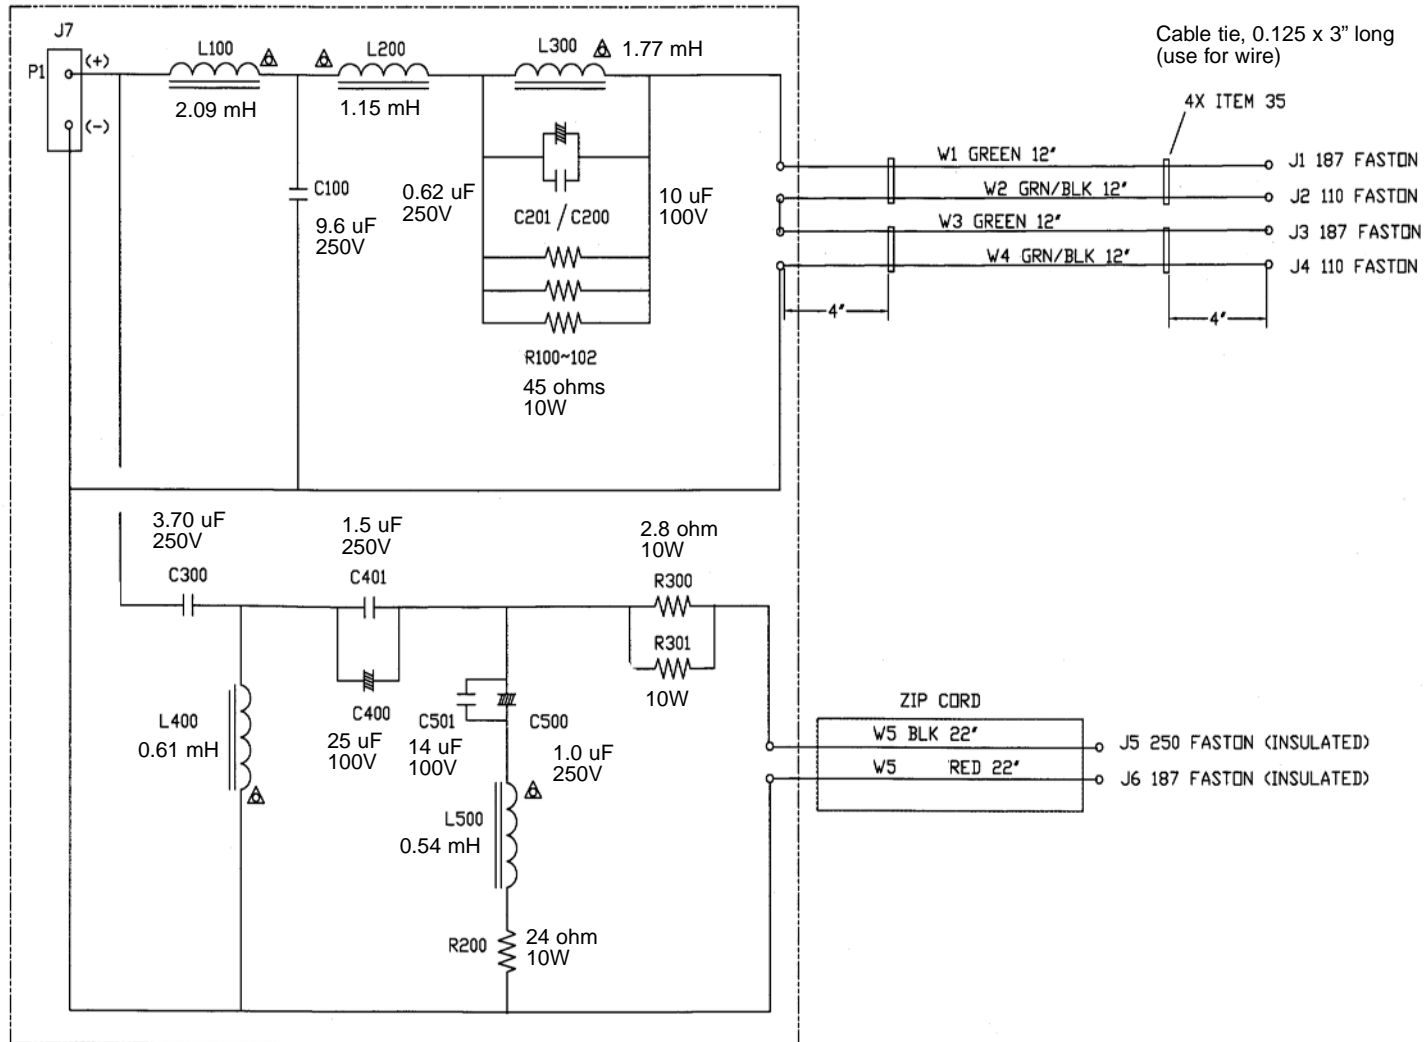 J7
P1
(+)
(-)
L100
2.09 mH
L200
1.15 mH
L300
1.77 mH
C100
9.6 uF
250V
0.62 uF
250V
C201 / C200
10 uF
100V
R100~102
45 ohms
10W
Cable tie, 0.125 x 3” long
(use for wire)
4X ITEM 35
W1 GREEN 12"
J1 187 FASTON
W2 GRN/BLK 12"
J2 110 FASTON
W3 GREEN 12"
J3 187 FASTON
W4 GRN/BLK 12"
J4 110 FASTON
4"
4"
3.70 uF
250V
C300
1.5 uF
250V
C401
2.8 ohm
10W
R300
R301
10W
L400
0.61 mH
C400
25 uF
100V
C501
14 uF
100V
C500
1.0 uF
250V
L500
0.54 mH
R200
24 ohm
10W
ZIP CORD
W5 BLK 22"
J5 250 FASTON (INSULATED)
W5 RED 22"
J6 187 FASTON (INSULATED)